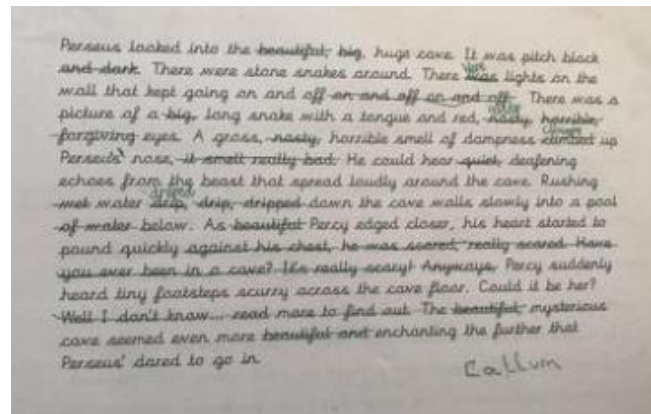 Perseus looked into the beautiful, big, huge cave. It was pitch black
and dark. There were stone snakes around. There was were lights on the
wall that kept going on and off on and off on and off. There was a
picture of a big, long snake with a tongue and red, nasty, horrible,
forgiving eyes. A gross, nasty, horrible smell of dampness climbed up
Perseus' nose, it smelt really bad. He could hear quiet, deafening
echoes from the beast that spread loudly around the cave. Rushing
wet water drip, drip, dripped down the cave walls slowly into a pool
of water below. As beautiful Percy edged closer, his heart started to
pound quickly against his chest, he was scared, really scared. Have
you ever been in a cave? It's really scary! Anyways, Percy suddenly
heard tiny footsteps scurry across the cave floor. Could it be her?
Well I don't know... read more to find out. The beautiful, mysterious
cave seemed even more beautiful and enchanting the further that
Perseus' dared to go in.
Callum